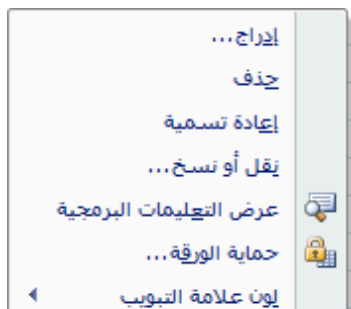 إدراج...
حذف
إعادة تسمية
نقل أو نسخ...
عرض التعليمات البرمجية
حماية الورقة...
لون علامة التبويب